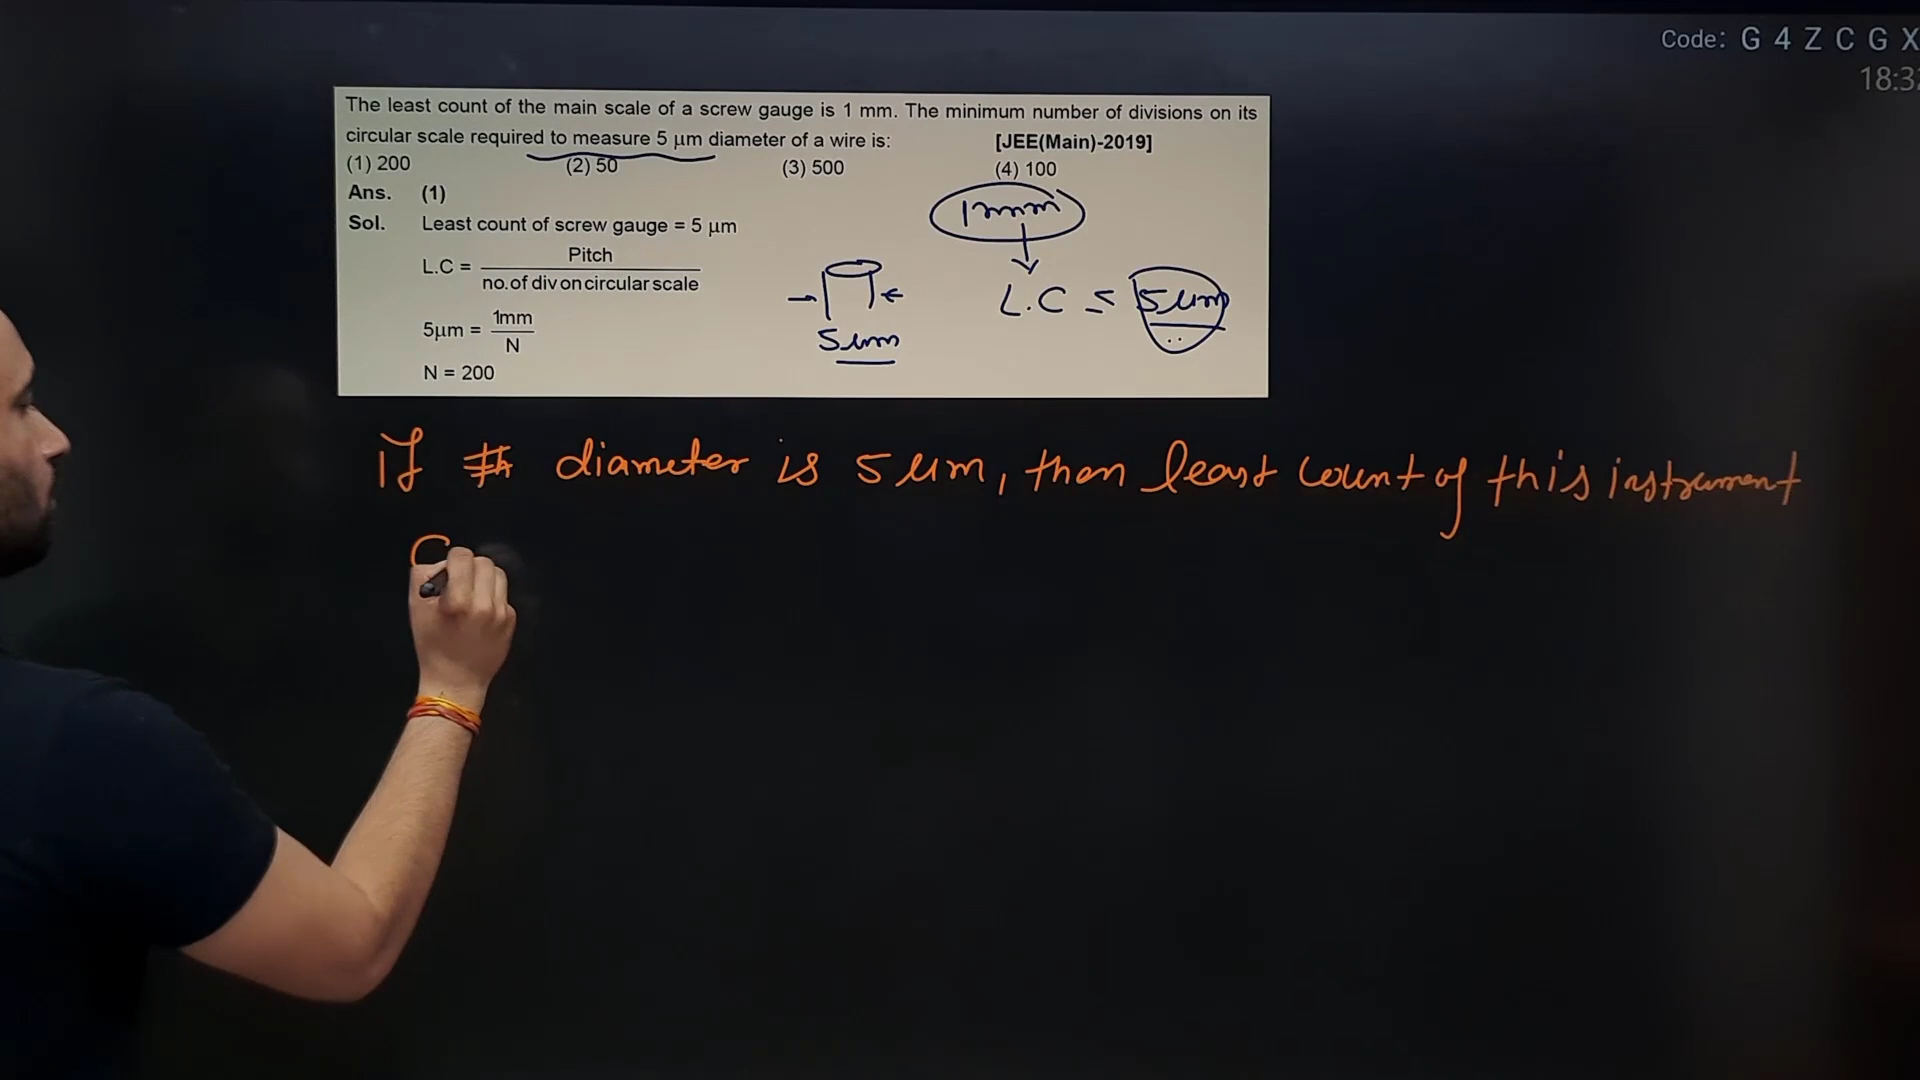 Code: G 4 Z C G X
18:32
The least count of the main scale of a screw gauge is 1 mm. The minimum number of divisions on its
circular scale required to measure 5 μm diameter of a wire is: [JEE(Main)-2019]
(1) 200 (2) 50 (3) 500 (4) 100
Ans. (1)
Sol. Least count of screw gauge = 5 μm
L.C = Pitch / no. of div on circular scale
5μm = 1mm / N
N = 200
1mm
L.C ≤ 5μm
5μm
If diameter is 5 μm, then least count of this instrument
C